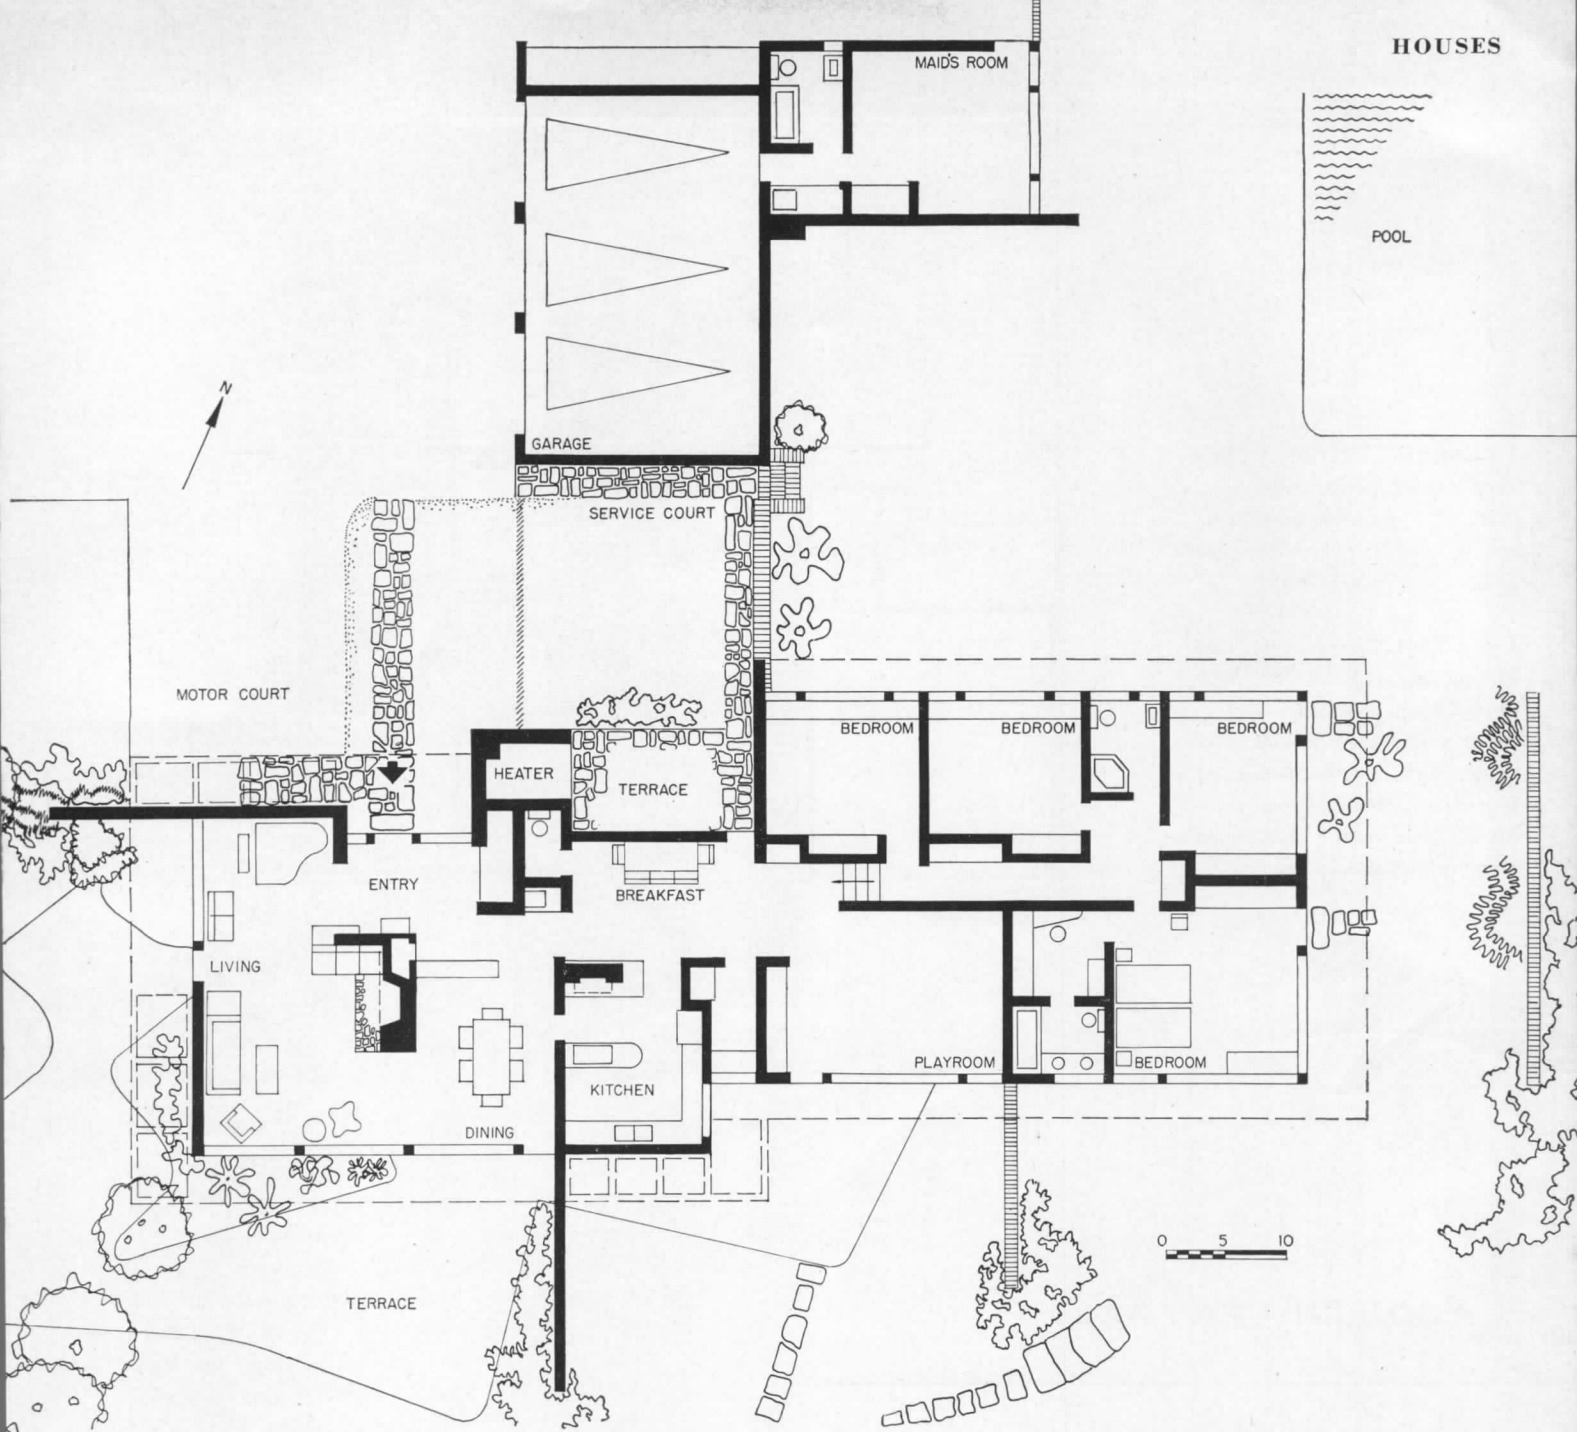 HOUSES
MAID'S ROOM
POOL
N
GARAGE
SERVICE COURT
MOTOR COURT
BEDROOM
BEDROOM
BEDROOM
HEATER
TERRACE
ENTRY
BREAKFAST
LIVING
PLAYROOM
BEDROOM
KITCHEN
DINING
0 5 10
TERRACE